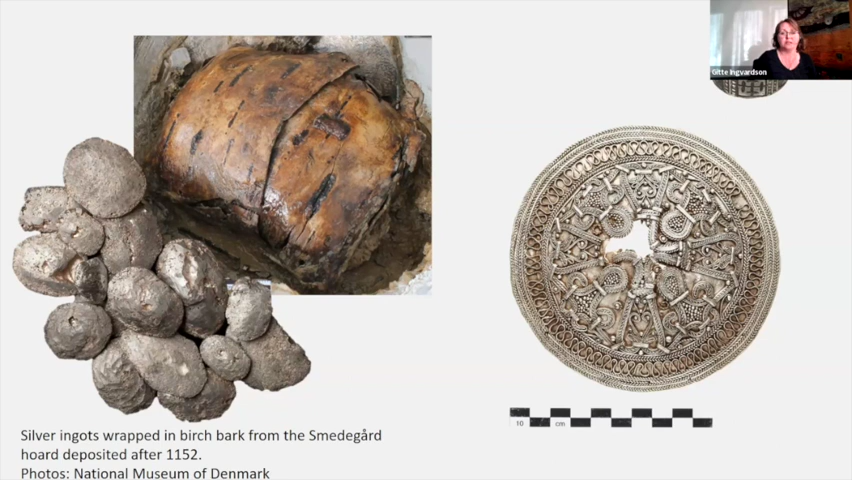 Gitte Ingvardson
10 cm
Silver ingots wrapped in birch bark from the Smedegård
hoard deposited after 1152.
Photos: National Museum of Denmark